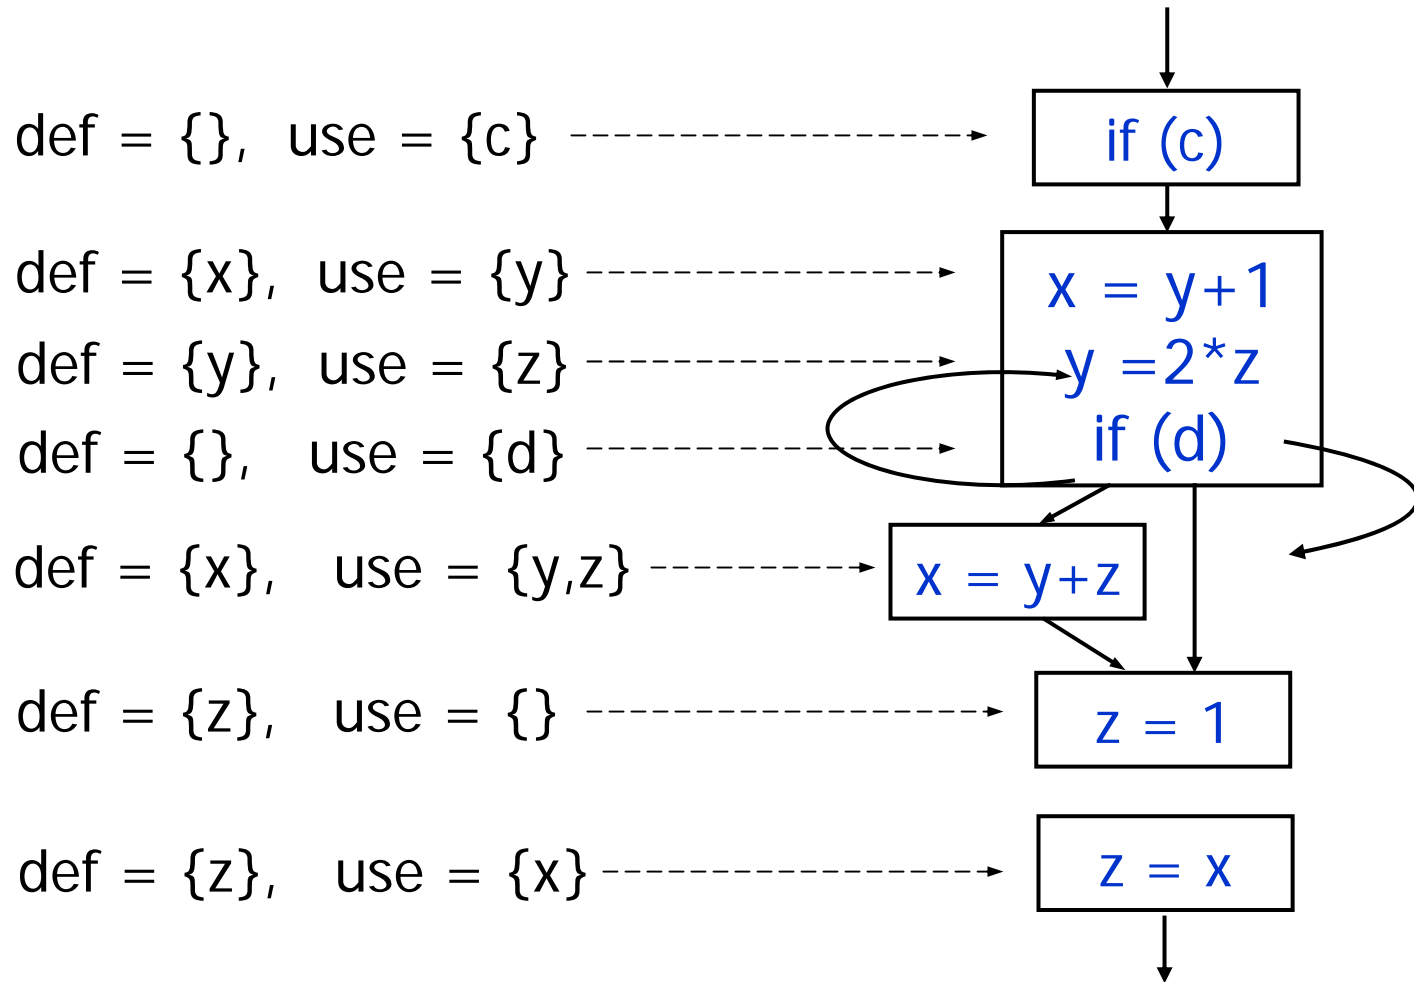 def = {}, use = {c}
if (c)
def = {x}, use = {y}
x = y+1
def = {y}, use = {z}
y =2*z
def = {}, use = {d}
if (d)
def = {x}, use = {y,z}
x = y+z
def = {z}, use = {}
z = 1
def = {z}, use = {x}
z = x